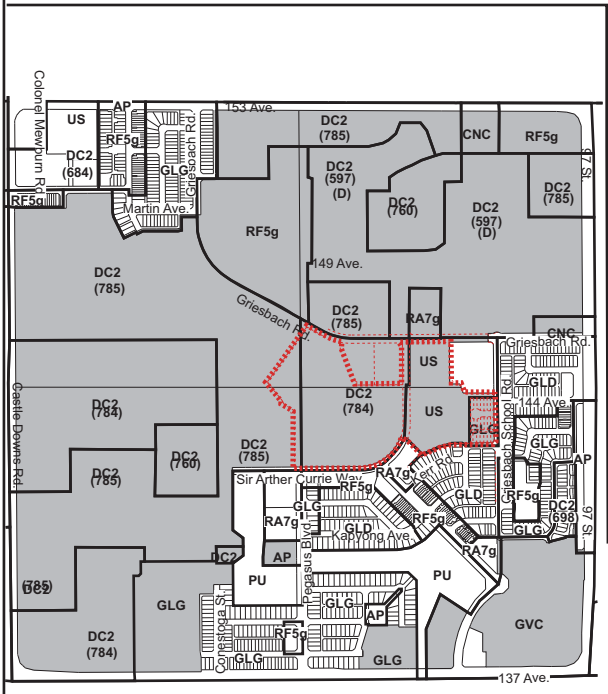 153 Ave.
AP
US
DC2
(785)
CNC
RF5g
RF5g
Colonel Mewburn Rd
DC2
(684)
GLG
Griesbach Rd.
DC2
(597)
(D)
97 St.
DC2
(785)
DC2
(760)
DC2
(597)
(D)
RF5g
Martin Ave.
RF5g
149 Ave.
DC2
(785)
Griesbach Rd.
DC2
(785)
RA7g
CNC
Griesbach Rd.
US
GLD
DC2
(784)
144 Ave.
Castle Downs Rd.
DC2
(784)
US
GLG
Griesbach School Rd.
GLG
DC2
(785)
DC2
(760)
DC2
(785)
AP
Sir Arther Currie Way
RA7g
Kerr Rd
RF5g
GLG
GLD
RF5g
DC2
(698)
97 St.
RA7g
GLD
RF5g
Kapyong Ave.
GLG
Pegasus Blvd.
DC2
AP
RA7g
PU
PU
DC2
(785)
GLG
Conestoga St.
GLG
AP
GVC
DC2
(784)
RF5g
GLG
GLG
137 Ave.